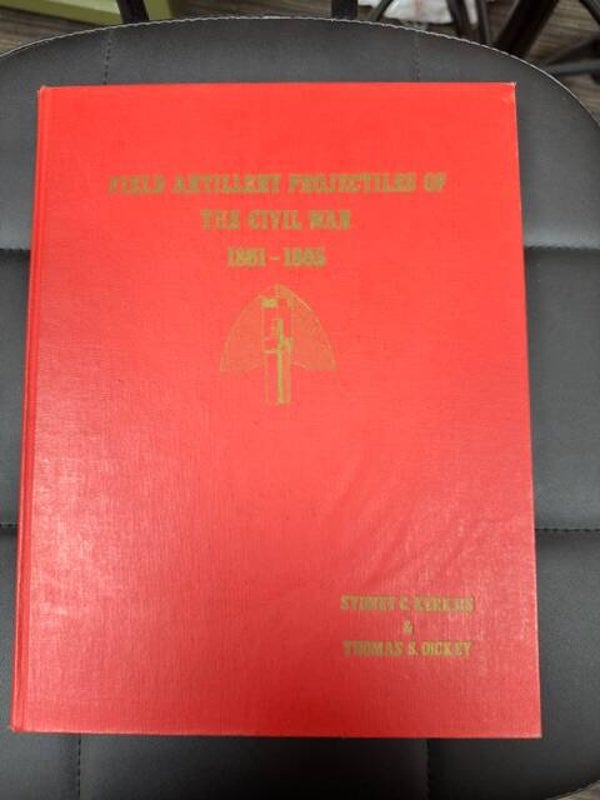 FIELD ARTILLERY PROJECTILES OF
THE CIVIL WAR
1861-1865
SYDNEY C. KERKSIS
&
THOMAS S. DICKEY